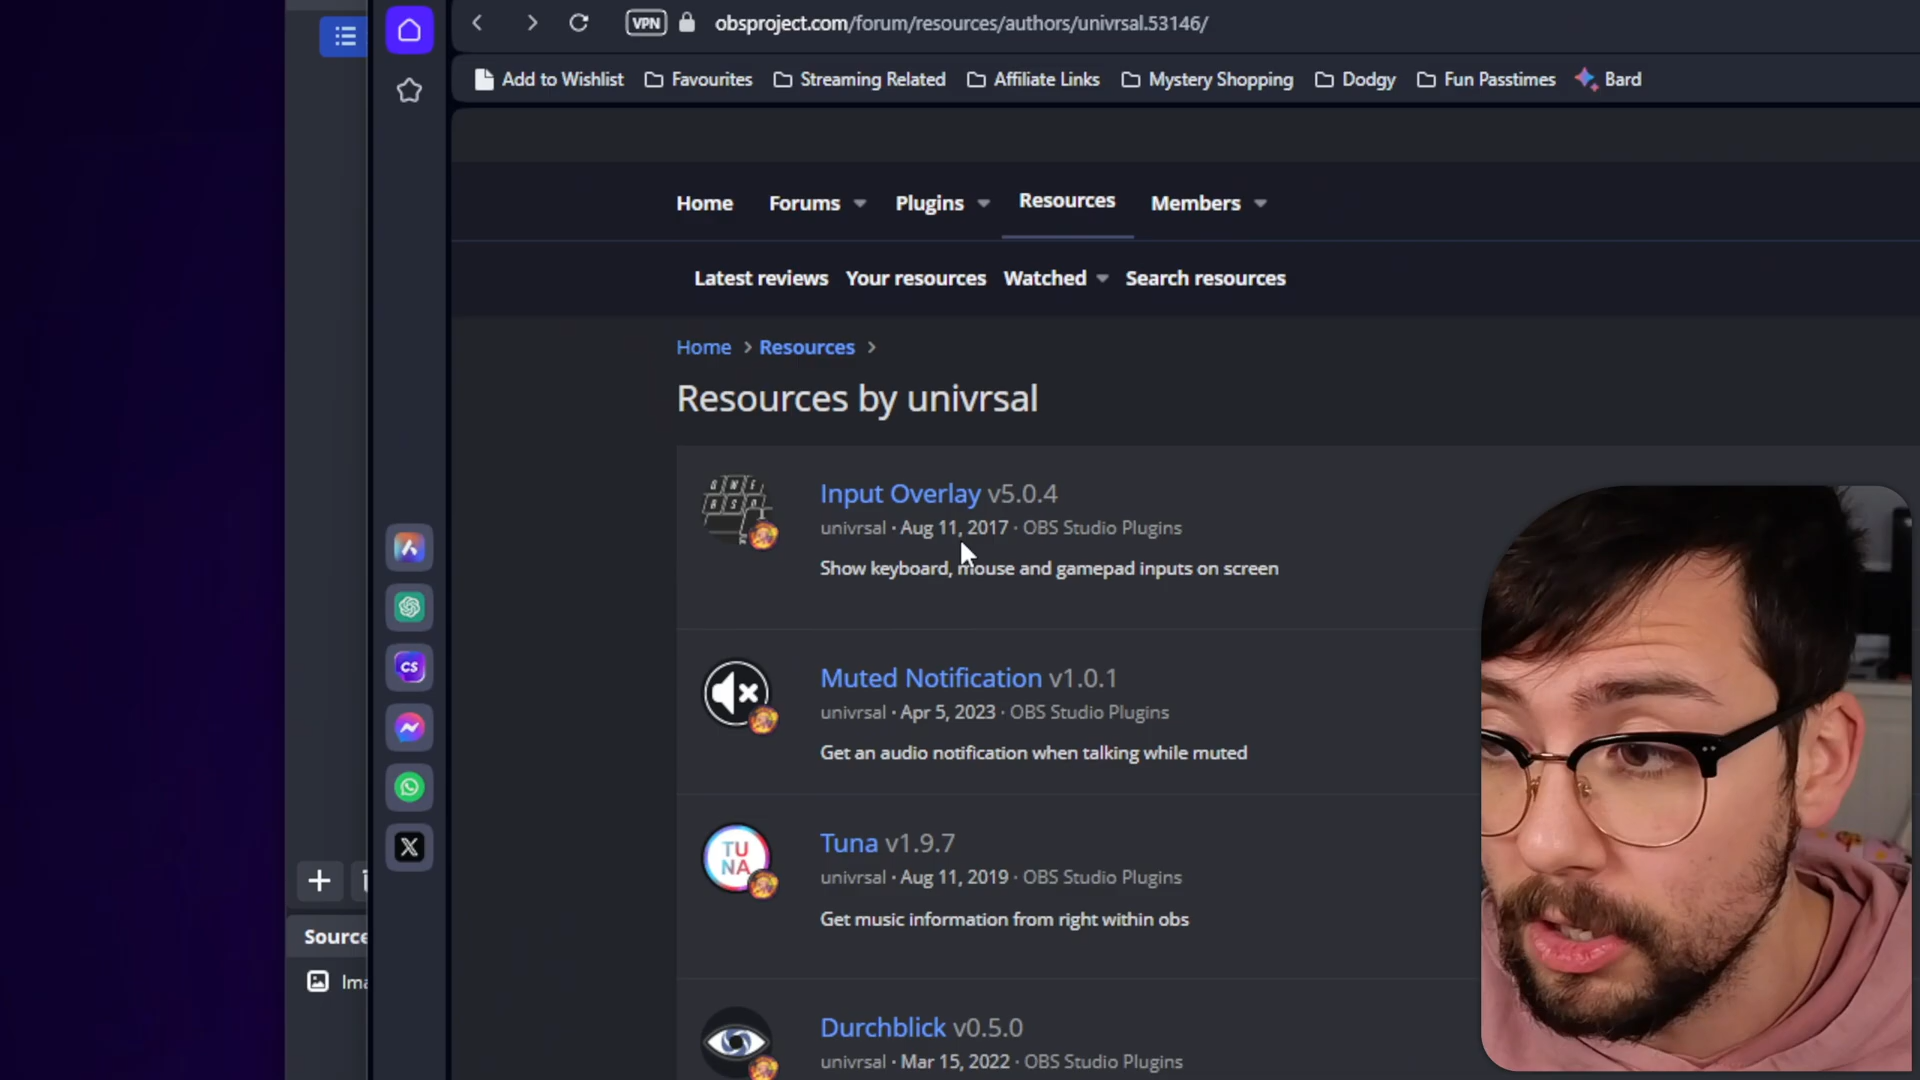 VPN obsproject.com/forum/resources/authors/univrsal.53146/
Add to Wishlist Favourites Streaming Related Affiliate Links Mystery Shopping Dodgy Fun Passtimes Bard
Home Forums Plugins Resources Members
Latest reviews Your resources Watched Search resources
Home > Resources >
Resources by univrsal
Input Overlay v5.0.4
univrsal · Aug 11, 2017 · OBS Studio Plugins
Show keyboard, mouse and gamepad inputs on screen
Muted Notification v1.0.1
univrsal · Apr 5, 2023 · OBS Studio Plugins
Get an audio notification when talking while muted
CS
Tuna v1.9.7
TU
NA
univrsal · Aug 11, 2019 · OBS Studio Plugins
Get music information from right within obs
Source
Ima
Durchblick v0.5.0
univrsal · Mar 15, 2022 · OBS Studio Plugins